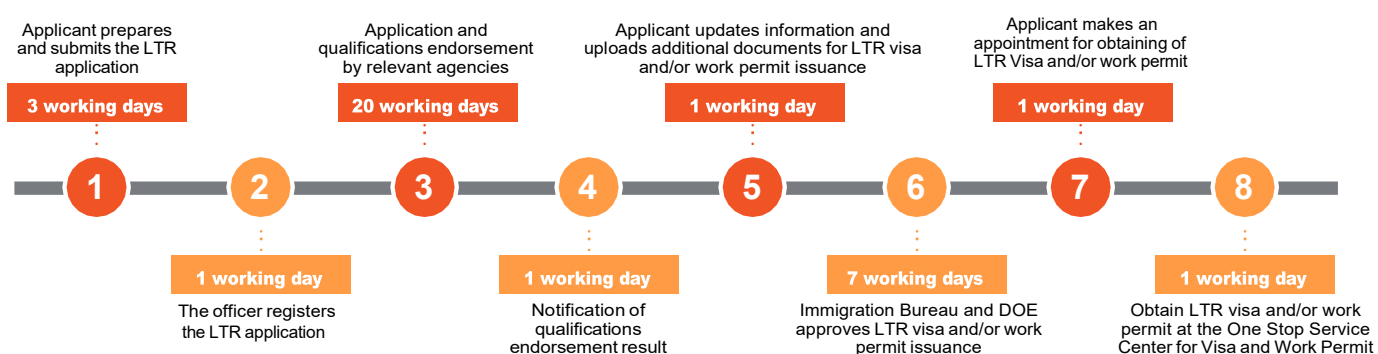 Applicant prepares
and submits the LTR
application
3 working days
1
2
1 working day
The officer registers
the LTR application
Application and
qualifications endorsement
by relevant agencies
20 working days
3
4
1 working day
Notification of
qualifications
endorsement result
Applicant updates information and
uploads additional documents for LTR visa
and/or work permit issuance
1 working day
5
6
7 working days
Immigration Bureau and DOE
approves LTR visa and/or work
permit issuance
Applicant makes an
appointment for obtaining of
LTR Visa and/or work permit
1 working day
7
8
1 working day
Obtain LTR visa and/or work
permit at the One Stop Service
Center for Visa and Work Permit